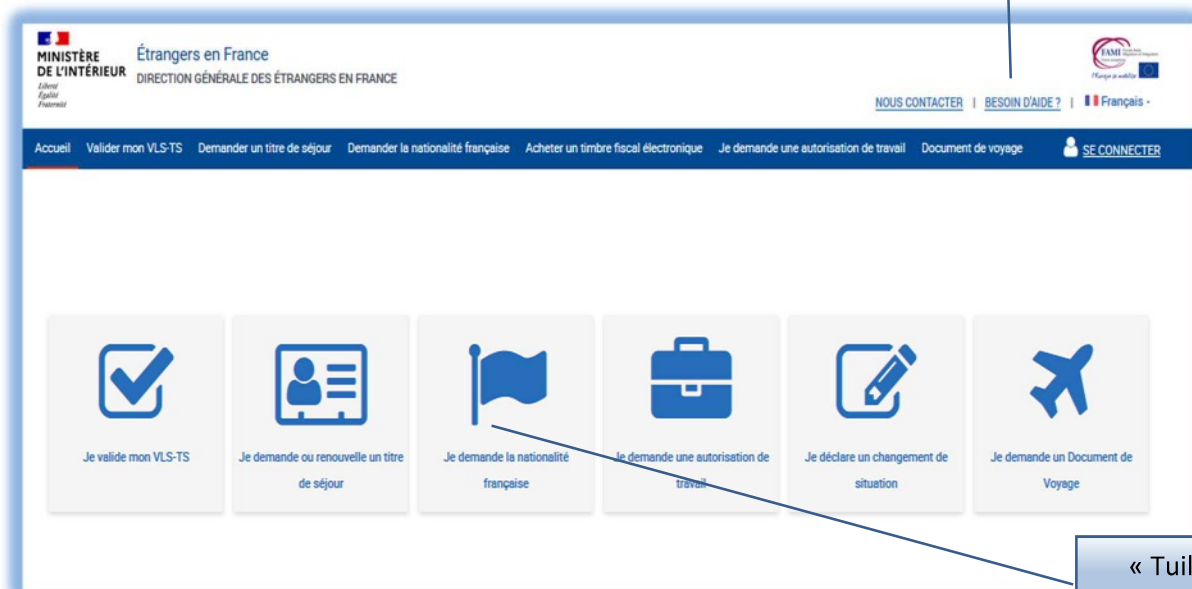 MINISTÈRE
DE L'INTÉRIEUR
Liberté
Égalité
Fraternité
Étrangers en France
DIRECTION GÉNÉRALE DES ÉTRANGERS EN FRANCE
FAMI
NOUS CONTACTER | BESOIN D'AIDE ? | Français
Accueil Valider mon VLS-TS Demander un titre de séjour Demander la nationalité française Acheter un timbre fiscal électronique Je demande une autorisation de travail Document de voyage SE CONNECTER
Je valide mon VLS-TS
Je demande ou renouvelle un titre
de séjour
Je demande la nationalité
française
Je demande une autorisation de
travail
Je déclare un changement de
situation
Je demande un Document de
Voyage
« Tuil